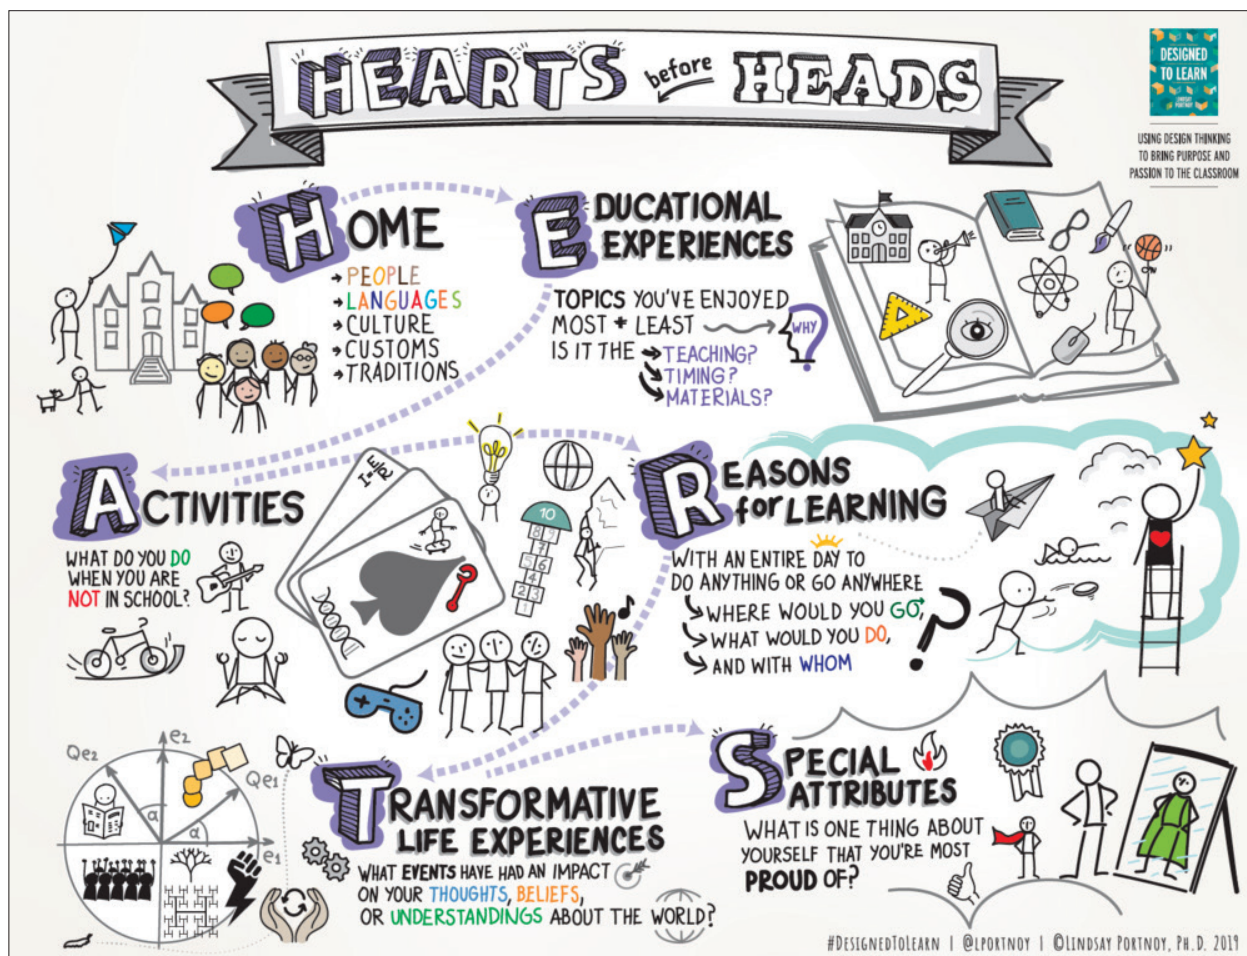 HEARTS before HEADS
DESIGNED
TO LEARN
LINDSAY
PORTNOY
USING DESIGN THINKING
TO BRING PURPOSE AND
PASSION TO THE CLASSROOM
HOME
PEOPLE
LANGUAGES
CULTURE
CUSTOMS
TRADITIONS
EDUCATIONAL
EXPERIENCES
TOPICS YOU'VE ENJOYED
MOST + LEAST
WHY
IS IT THE TEACHING?
TIMING?
MATERIALS?
ACTIVITIES
WHAT DO YOU DO
WHEN YOU ARE
NOT IN SCHOOL?
I=E/R
10
8 9
7
6
5
4
2 3
1
REASONS
for LEARNING
WITH AN ENTIRE DAY TO
DO ANYTHING OR GO ANYWHERE
WHERE WOULD YOU GO,
WHAT WOULD YOU DO,
AND WITH WHOM
?
Qe2
e2
Qe1
α
α
e1
TRANSFORMATIVE
LIFE EXPERIENCES
WHAT EVENTS HAVE HAD AN IMPACT
ON YOUR THOUGHTS, BELIEFS,
OR UNDERSTANDINGS ABOUT THE WORLD?
SPECIAL
ATTRIBUTES
WHAT IS ONE THING ABOUT
YOURSELF THAT YOU'RE MOST
PROUD OF?
#DESIGNEDTOLEARN | @LPORTNOY | ©LINDSAY PORTNOY, PH.D. 2019